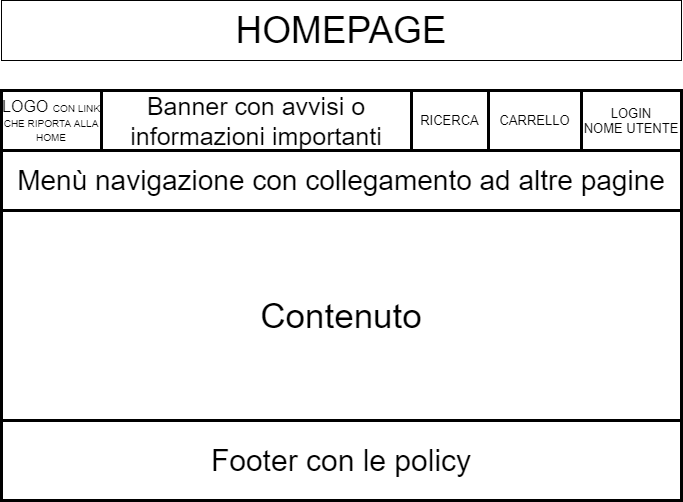 HOMEPAGE
LOGO CON LINK
CHE RIPORTA ALLA
HOME
Banner con avvisi o
informazioni importanti
RICERCA
CARRELLO
LOGIN
NOME UTENTE
Menù navigazione con collegamento ad altre pagine
Contenuto
Footer con le policy